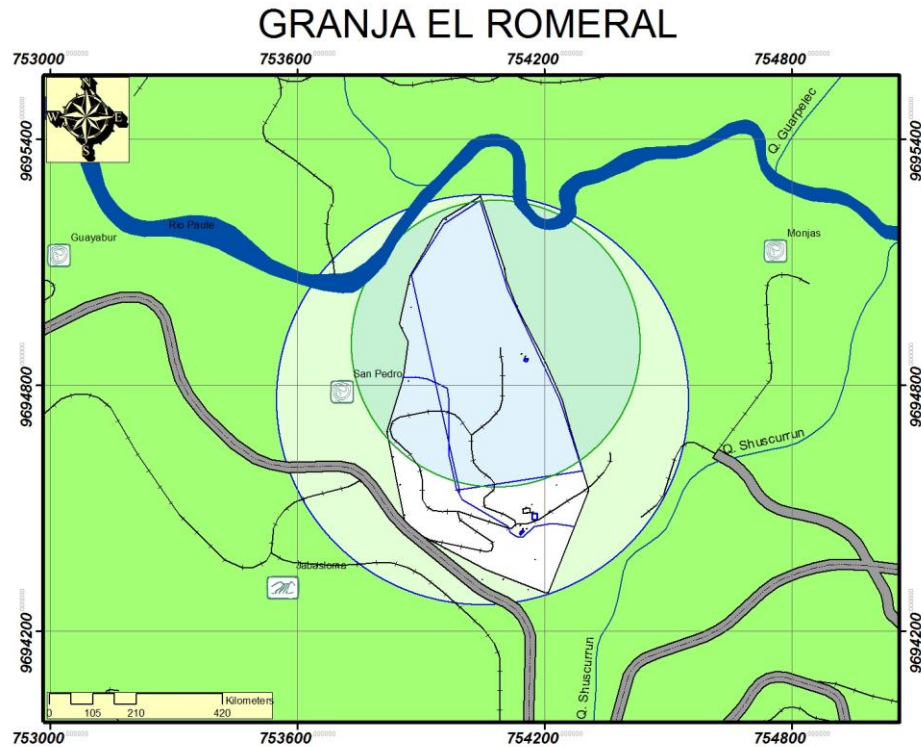 GRANJA EL ROMERAL
753000 753600 754200 754800
N
W E
S
Q. Guarpelec
9695400 9695400
Rio Paute
Guayabur
Monjas
San Pedro
9694800 9694800
Q. Shuscurrun
Jabasloma
9694200 9694200
Q. Shuscurrun
Kilometers
0 105 210 420
753000 753600 754200 754800